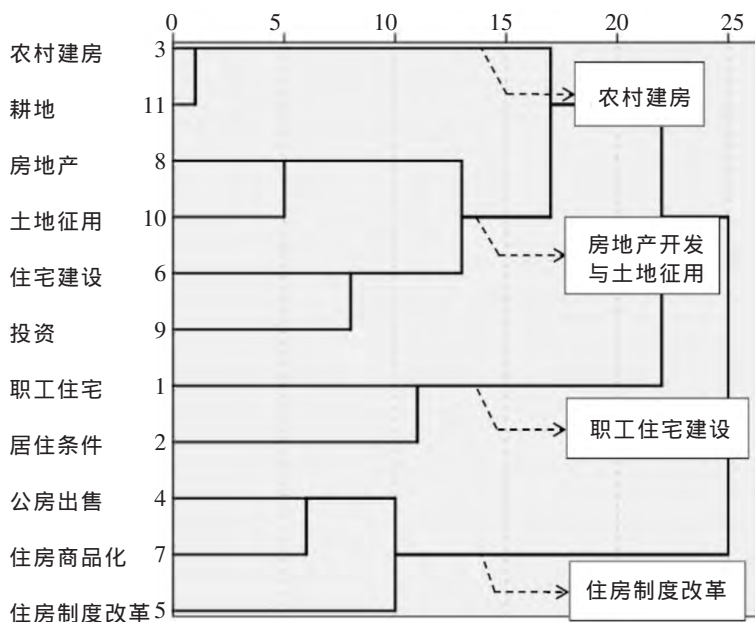 0 5 10 15 20 25
农村建房 3
农村建房
耕地 11
房地产 8
土地征用 10
房地产开发
与土地征用
住宅建设 6
投资 9
职工住宅 1
职工住宅建设
居住条件 2
公房出售 4
住房商品化 7
住房制度改革
住房制度改革 5